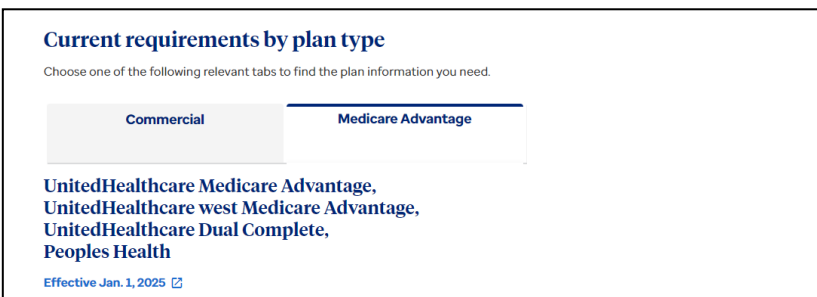 Current requirements by plan type
Choose one of the following relevant tabs to find the plan information you need.
Commercial
Medicare Advantage
UnitedHealthcare Medicare Advantage,
UnitedHealthcare west Medicare Advantage,
UnitedHealthcare Dual Complete,
Peoples Health
Effective Jan. 1, 2025